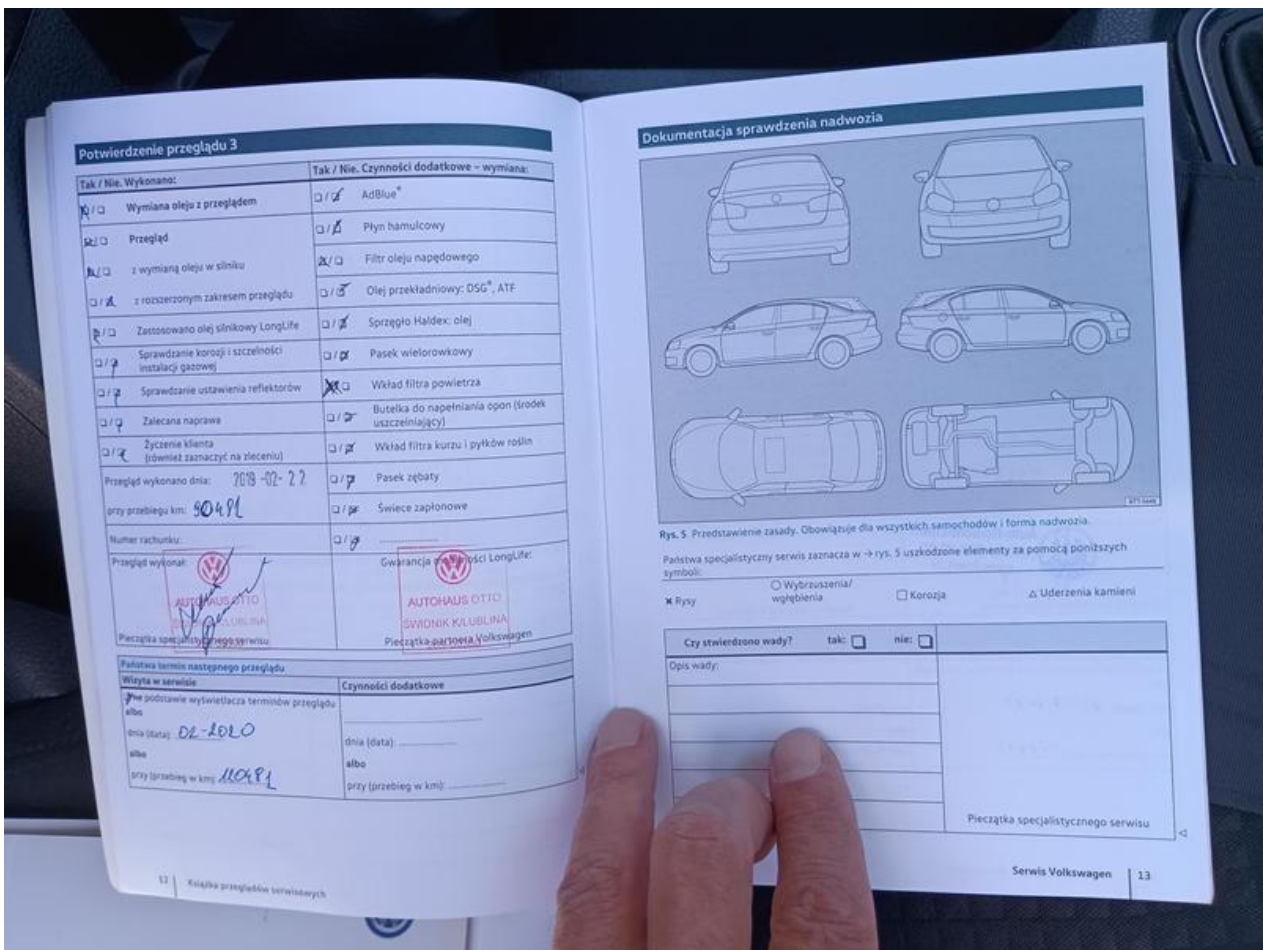 Potwierdzenie przeglądu 3
Tak / Nie. Wykonano:
Wymiana oleju z przeglądem
Przegląd
z wymianą oleju w silniku
z rozszerzonym zakresem przeglądu
Zastosowano olej silnikowy LongLife
Sprawdzanie korozji i szczelności
instalacji gazowej
Sprawdzanie ustawienia reflektorów
Zalecana naprawa
Życzenie klienta
(również zaznaczyć na zleceniu)
Przegląd wykonano dnia: 2019-02-22
przy przebiegu km: 90481
Numer rachunku:
Przegląd wykonał:
AUTOHAUS OTTO
ŚWIDNIK K/LUBLINA
Pieczątka specjalistycznego serwisu
Tak / Nie. Czynności dodatkowe – wymiana:
AdBlue®
Płyn hamulcowy
Filtr oleju napędowego
Olej przekładniowy: DSG®, ATF
Sprzęgło Haldex: olej
Pasek wielorowkowy
Wkład filtra powietrza
Butelka do napełniania opon (środek
uszczelniający)
Wkład filtra kurzu i pyłków roślin
Pasek zębaty
Świece zapłonowe
Gwarancja LongLife:
AUTOHAUS OTTO
ŚWIDNIK K/LUBLINA
Pieczątka partnera Volkswagen
Państwa termin następnego przeglądu
Wizyta w serwisie
Na podstawie wyświetlacza terminów przeglądu
albo
dnia (data): 02-2020
albo
przy (przebieg w km): 110481
Czynności dodatkowe
dnia (data):
albo
przy (przebieg w km):
12 | Książka przeglądów serwisowych
Dokumentacja sprawdzenia nadwozia
Rys. 5 Przedstawienie zasady. Obowiązuje dla wszystkich samochodów i forma nadwozia.
Państwa specjalistyczny serwis zaznacza w → rys. 5 uszkodzone elementy za pomocą poniższych
symboli:
✖ Rysy
○ Wybrzuszenia/
wgłębienia
□ Korozja
△ Uderzenia kamieni
Czy stwierdzono wady? tak: □ nie: □
Opis wady:
Pieczątka specjalistycznego serwisu
Serwis Volkswagen | 13